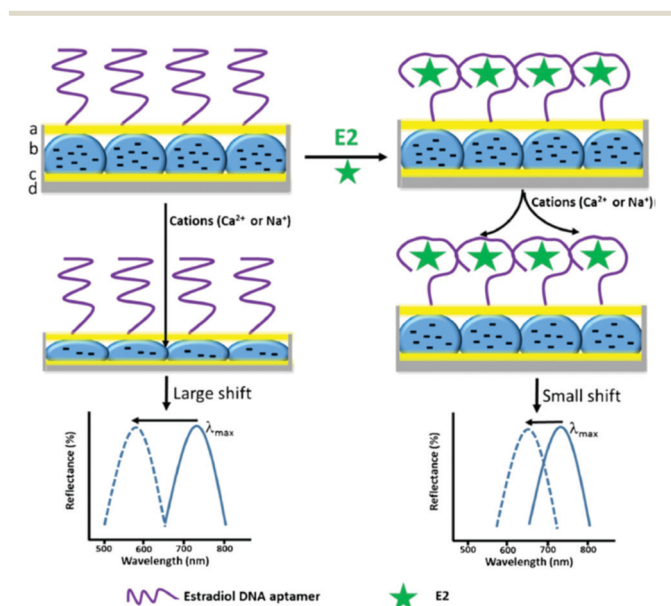 a
b
c
d
E2
Cations (Ca²⁺ or Na⁺)
Cations (Ca²⁺ or Na⁺)
Large shift
Small shift
λmax
Reflectance (%)
500 600 700 800
Wavelength (nm)
λmax
Reflectance (%)
500 600 700 800
Wavelength (nm)
Estradiol DNA aptamer
E2